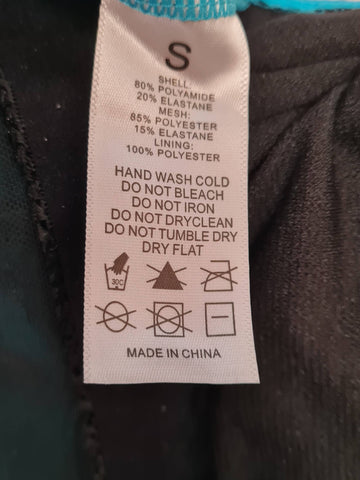 S
SHELL:
80% POLYAMIDE
20% ELASTANE
MESH:
85% POLYESTER
15% ELASTANE
LINING:
100% POLYESTER
HAND WASH COLD
DO NOT BLEACH
DO NOT IRON
DO NOT DRYCLEAN
DO NOT TUMBLE DRY
DRY FLAT
30C
MADE IN CHINA